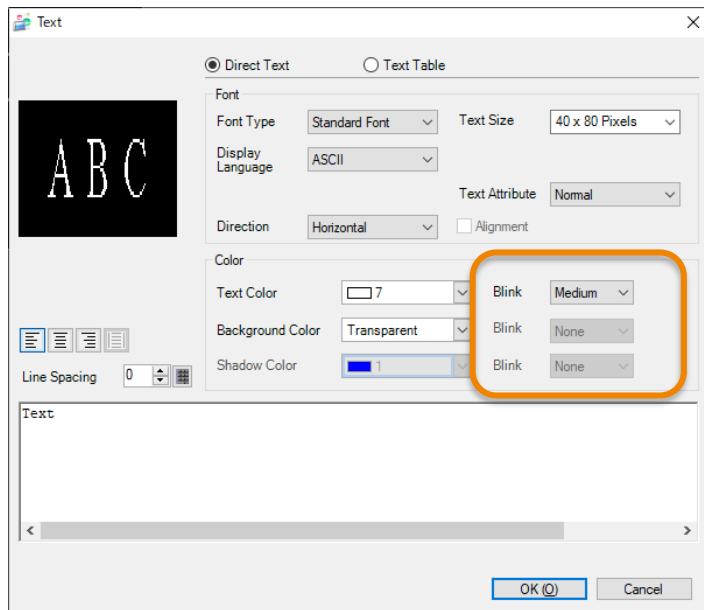 Text
Direct Text Text Table
Font
Font Type Standard Font Text Size 40 x 80 Pixels
Display
Language ASCII
Text Attribute Normal
Direction Horizontal Alignment
ABC
Color
Text Color 7 Blink Medium
Background Color Transparent Blink None
Shadow Color 1 Blink None
Line Spacing 0
Text
OK (O) Cancel